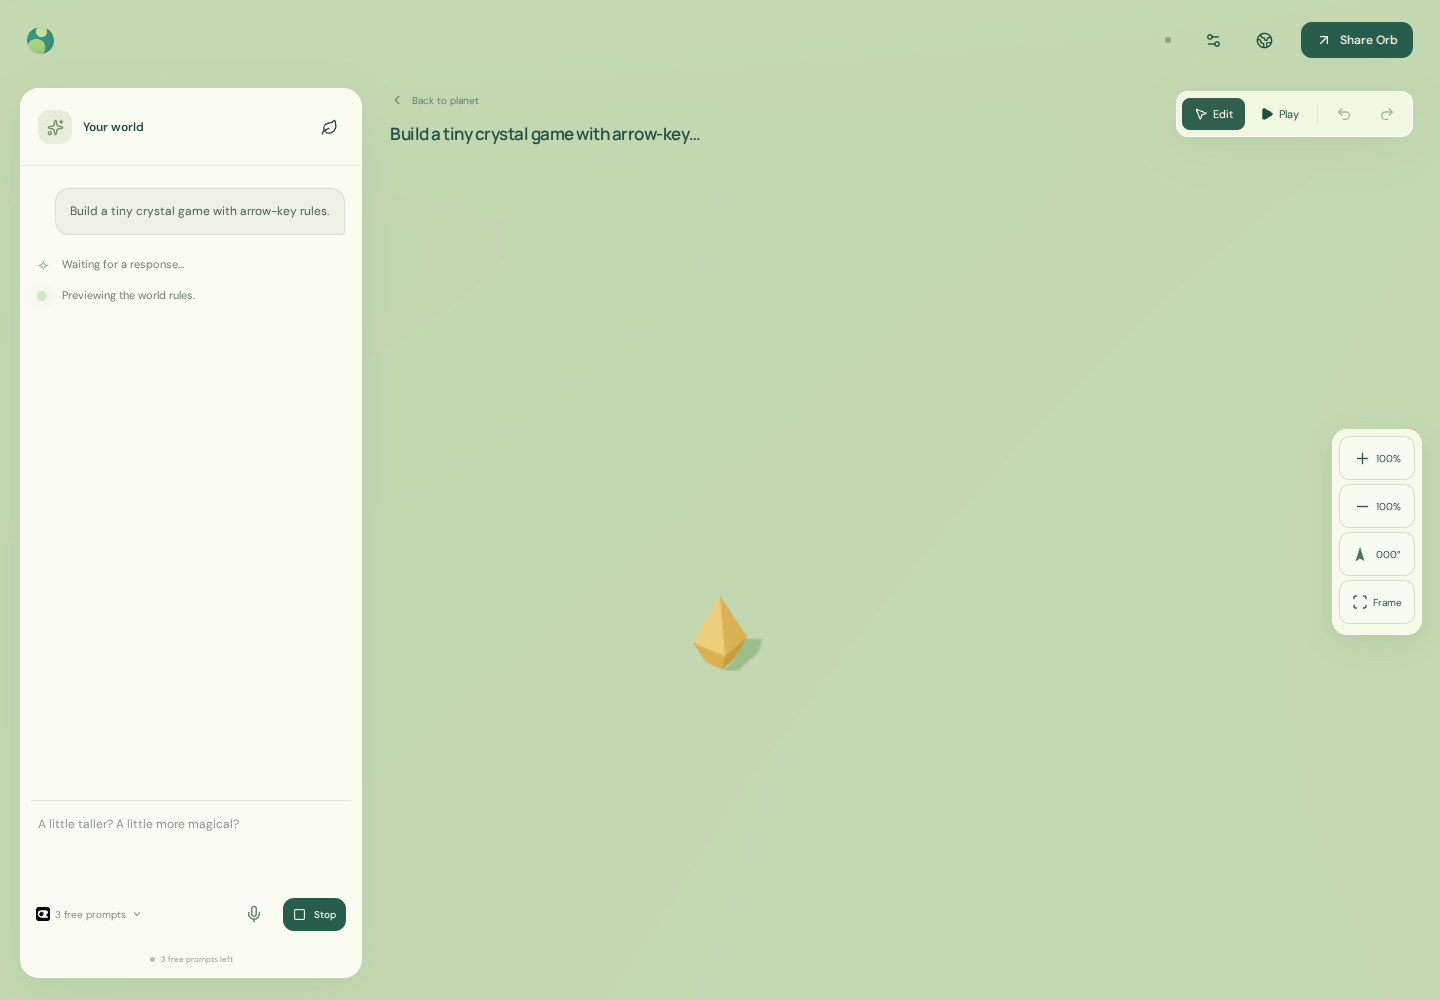 Share Orb
Your world
Back to planet
Build a tiny crystal game with arrow-key...
Edit
Play
Build a tiny crystal game with arrow-key rules.
Waiting for a response...
Previewing the world rules.
100%
100%
000°
Frame
A little taller? A little more magical?
3 free prompts
Stop
3 free prompts left